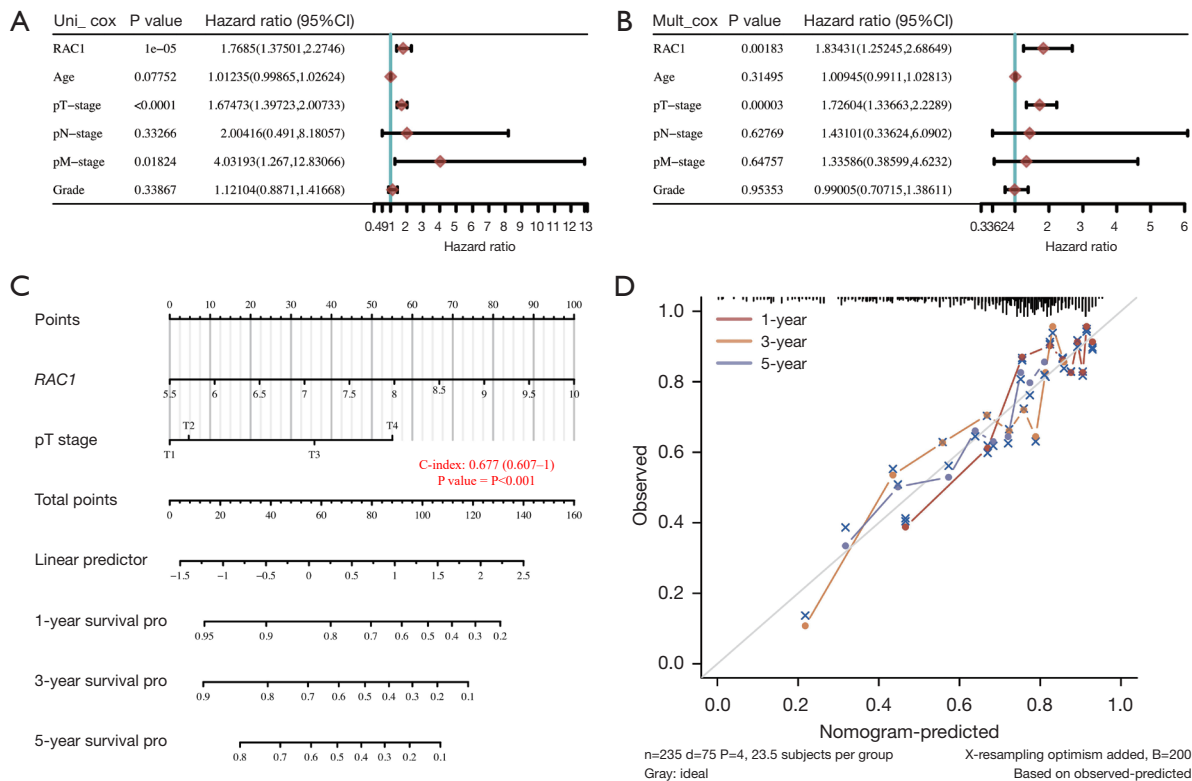 A
Uni_cox P value Hazard ratio (95%CI)
RAC1 1e−05 1.7685(1.37501,2.2746)
Age 0.07752 1.01235(0.99865,1.02624)
pT−stage <0.0001 1.67473(1.39723,2.00733)
pN−stage 0.33266 2.00416(0.491,8.18057)
pM−stage 0.01824 4.03193(1.267,12.83066)
Grade 0.33867 1.12104(0.8871,1.41668)
0.491 2 3 4 5 6 7 8 9 10 11 12 13
Hazard ratio
B
Mult_cox P value Hazard ratio (95%CI)
RAC1 0.00183 1.83431(1.25245,2.68649)
Age 0.31495 1.00945(0.9911,1.02813)
pT−stage 0.00003 1.72604(1.33663,2.2289)
pN−stage 0.62769 1.43101(0.33624,6.0902)
pM−stage 0.64757 1.33586(0.38599,4.6232)
Grade 0.95353 0.99005(0.70715,1.38611)
0.33624 2 3 4 5 6
Hazard ratio
C
0 10 20 30 40 50 60 70 80 90 100
Points
RAC1
5.5 6 6.5 7 7.5 8 8.5 9 9.5 10
pT stage
T2 T4
T1 T3
C-index: 0.677 (0.607–1)
P value = P<0.001
Total points
0 20 40 60 80 100 120 140 160
Linear predictor
−1.5 −1 −0.5 0 0.5 1 1.5 2 2.5
1-year survival pro
0.95 0.9 0.8 0.7 0.6 0.5 0.4 0.3 0.2
3-year survival pro
0.9 0.8 0.7 0.6 0.5 0.4 0.3 0.2 0.1
5-year survival pro
0.8 0.7 0.6 0.5 0.4 0.3 0.2 0.1
D
1-year
3-year
5-year
1.0
0.8
0.6
0.4
0.2
0.0
Observed
0.0 0.2 0.4 0.6 0.8 1.0
Nomogram-predicted
n=235 d=75 P=4, 23.5 subjects per group
Gray: ideal
X-resampling optimism added, B=200
Based on observed-predicted